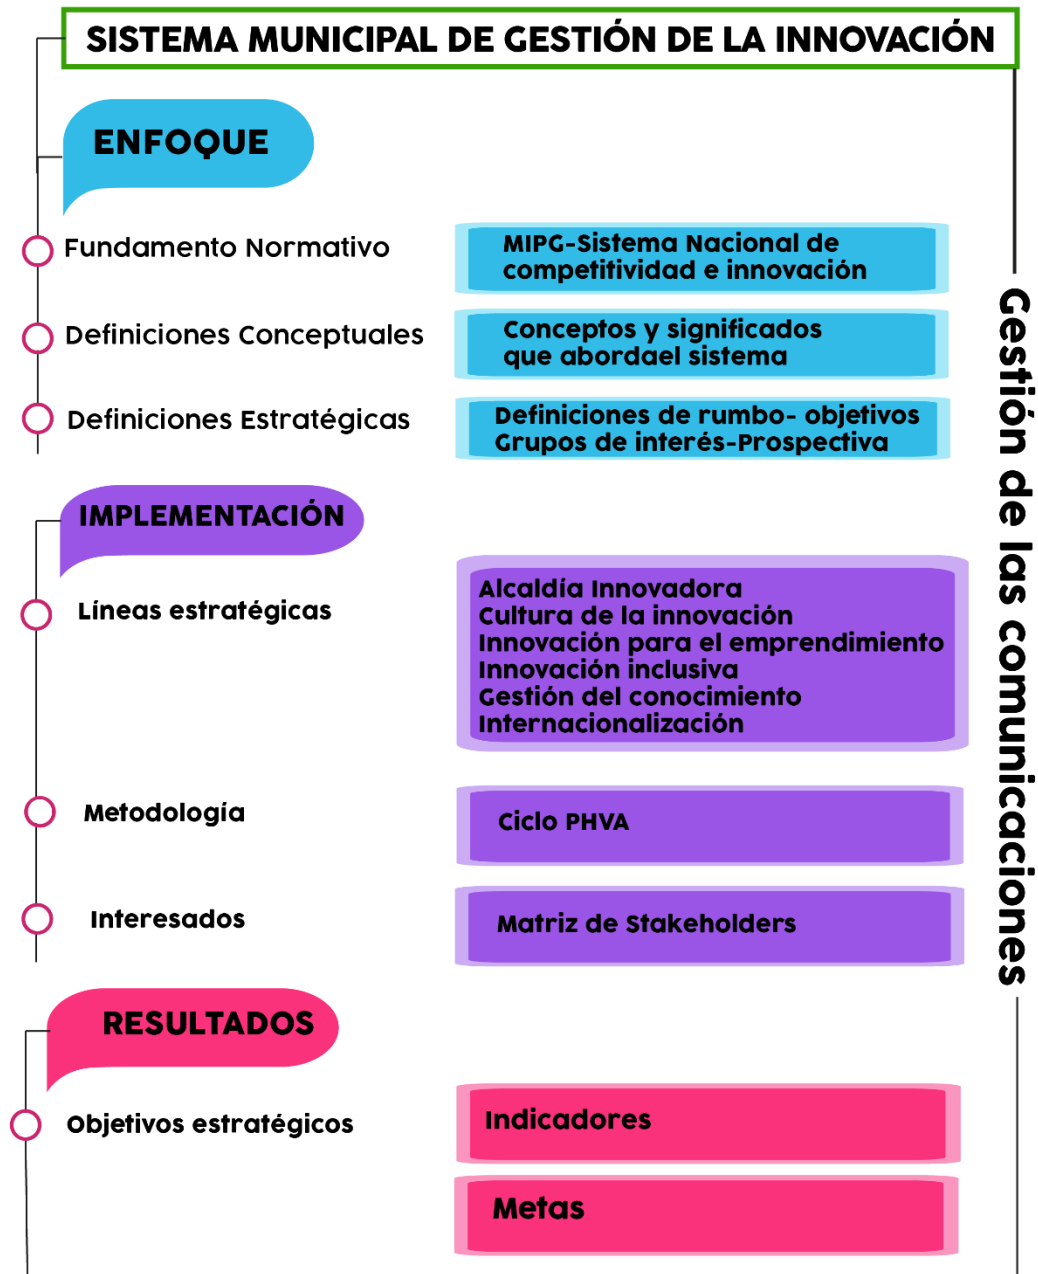 SISTEMA MUNICIPAL DE GESTIÓN DE LA INNOVACIÓN
ENFOQUE
Fundamento Normativo
MIPG-Sistema Nacional de
competitividad e innovación
Definiciones Conceptuales
Conceptos y significados
que abordael sistema
Definiciones Estratégicas
Definiciones de rumbo- objetivos
Grupos de interés-Prospectiva
IMPLEMENTACIÓN
Líneas estratégicas
Alcaldía Innovadora
Cultura de la innovación
Innovación para el emprendimiento
Innovación inclusiva
Gestión del conocimiento
Internacionalización
Metodología
Ciclo PHVA
Interesados
Matriz de Stakeholders
RESULTADOS
Objetivos estratégicos
Indicadores
Metas
Gestión de las comunicaciones